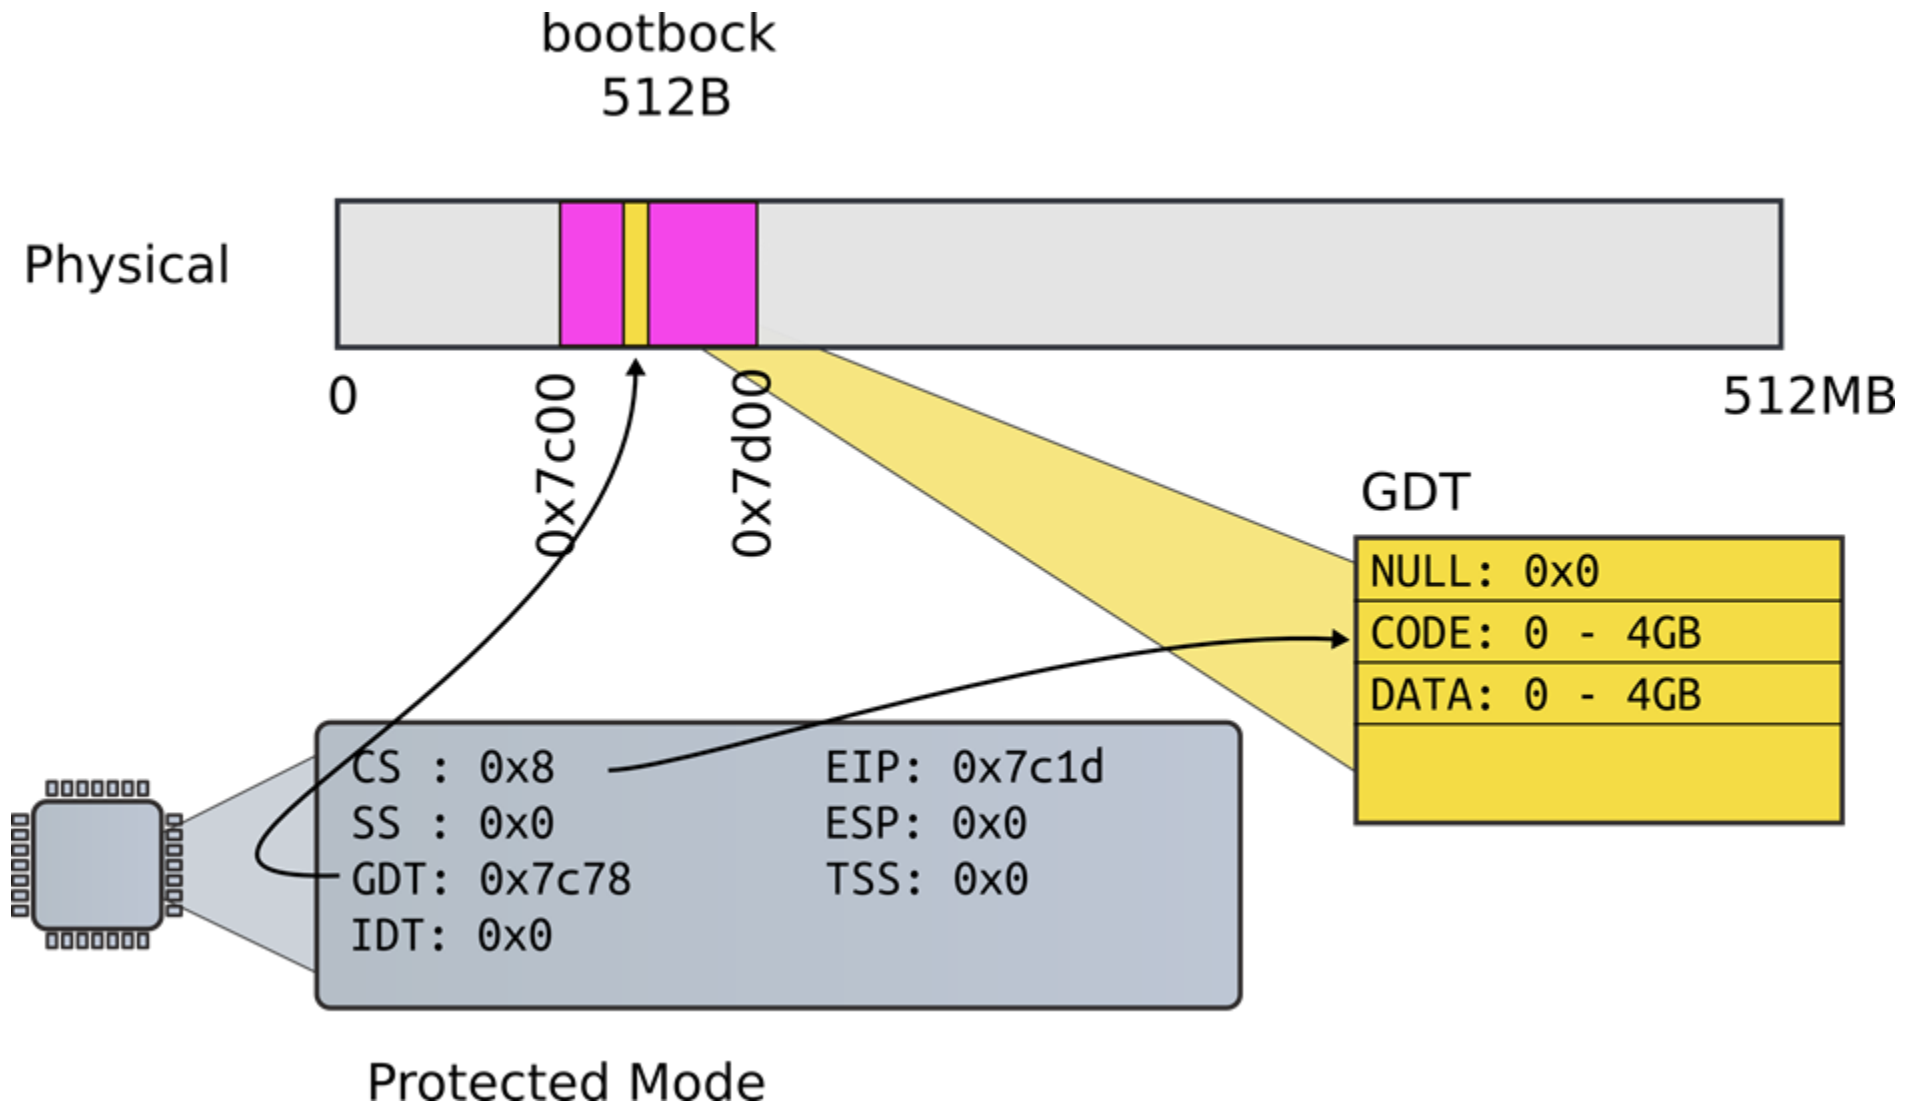 bootbock
512B
Physical
0
0x7c00
0x7d00
512MB
GDT
NULL: 0x0
CODE: 0 - 4GB
DATA: 0 - 4GB
CS : 0x8
SS : 0x0
GDT: 0x7c78
IDT: 0x0
EIP: 0x7c1d
ESP: 0x0
TSS: 0x0
Protected Mode